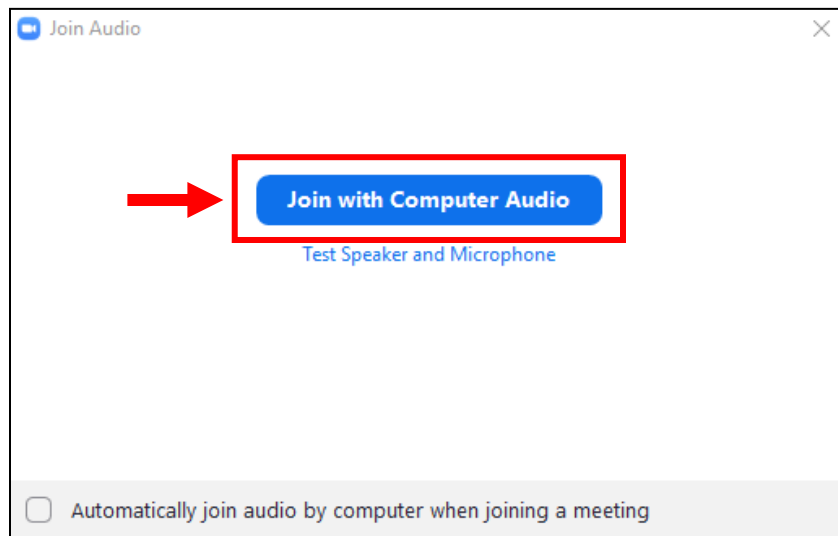 Join Audio
Join with Computer Audio
Test Speaker and Microphone
Automatically join audio by computer when joining a meeting